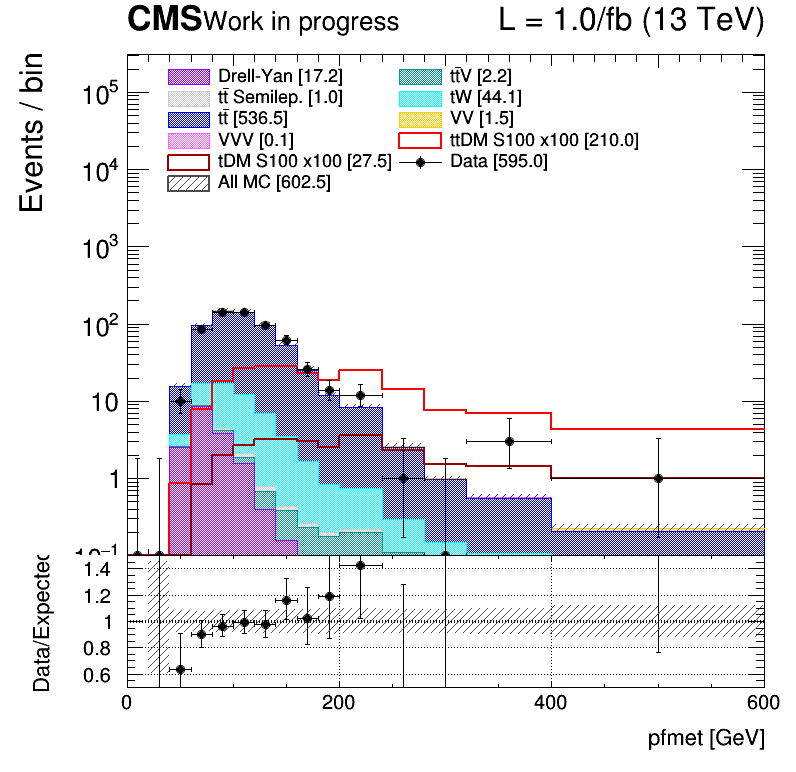 CMS Work in progress L = 1.0/fb (13 TeV)
Events / bin
Drell-Yan [17.2] tt̄V [2.2]
tt̄ Semilep. [1.0] tW [44.1]
tt̄ [536.5] VV [1.5]
VVV [0.1] ttDM S100 x100 [210.0]
tDM S100 x100 [27.5] Data [595.0]
All MC [602.5]
10⁵
10⁴
10³
10²
10
1
10⁻¹
Data/Expected
1.4
1.2
1
0.8
0.6
0 200 400 600
pfmet [GeV]